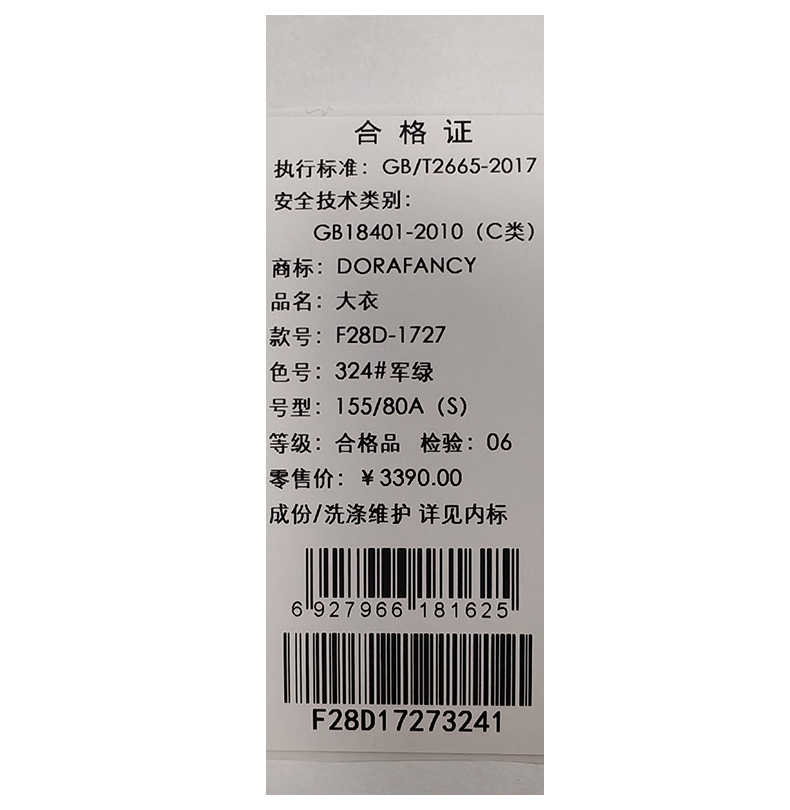 合格证
执行标准：GB/T2665-2017
安全技术类别：
GB18401-2010（C类）
商标：DORAFANCY
品名：大衣
款号：F28D-1727
色号：324#军绿
号型：155/80A（S）
等级：合格品 检验：06
零售价：￥3390.00
成份/洗涤维护 详见内标
6 927966 181625
F28D17273241